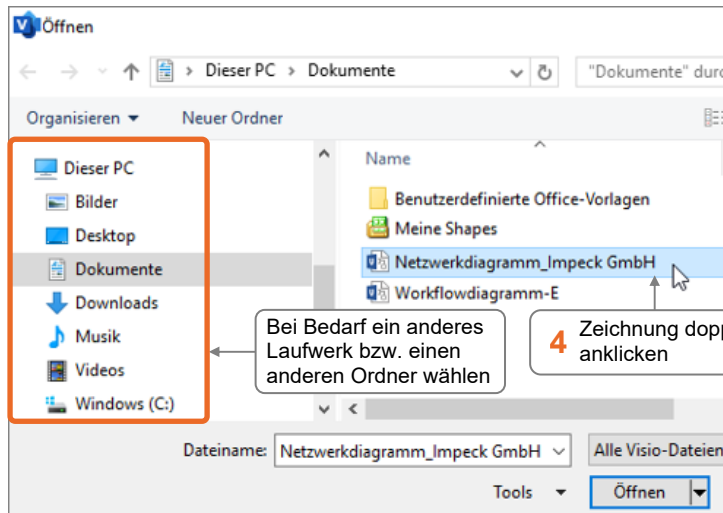 Öffnen
Dieser PC > Dokumente
"Dokumente" durc
Organisieren
Neuer Ordner
Name
Dieser PC
Bilder
Desktop
Dokumente
Downloads
Musik
Videos
Windows (C:)
Benutzerdefinierte Office-Vorlagen
Meine Shapes
Netzwerkdiagramm_Impeck GmbH
Workflowdiagramm-E
Bei Bedarf ein anderes
Laufwerk bzw. einen
anderen Ordner wählen
4 Zeichnung dopp
anklicken
Dateiname: Netzwerkdiagramm_Impeck GmbH
Alle Visio-Dateien
Tools
Öffnen